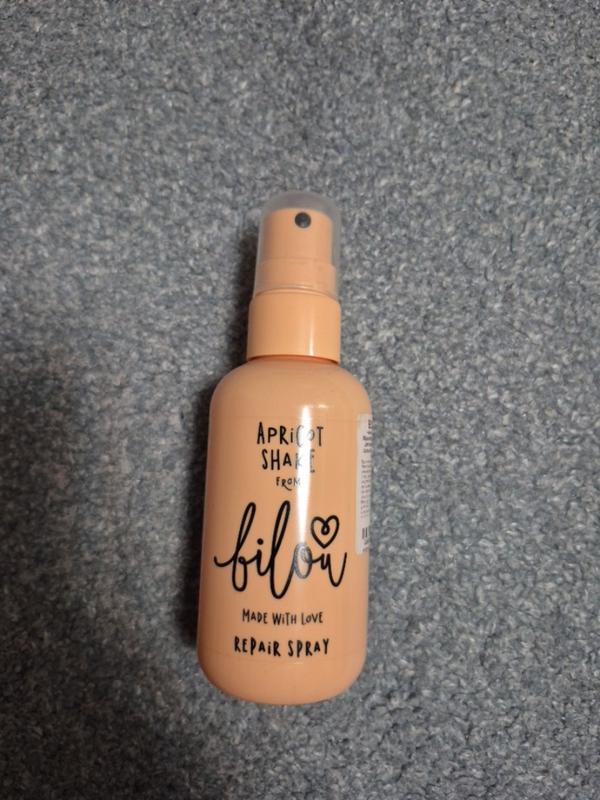 APRiCOT
SHAKE
FROM
bilou
MADE WiTH LOVE
REPAiR SPRAY